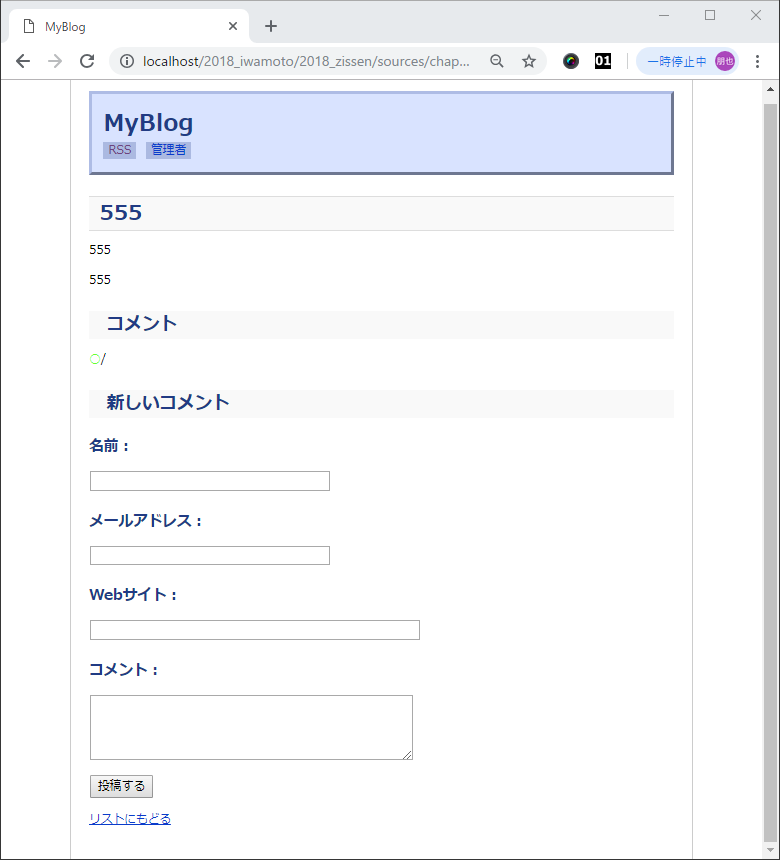 MyBlog
localhost/2018_iwamoto/2018_zissen/sources/chap...
01
一時停止中
朋也
MyBlog
RSS 管理者
555
555
555
コメント
○/
新しいコメント
名前：
メールアドレス：
Webサイト：
コメント：
投稿する
リストにもどる